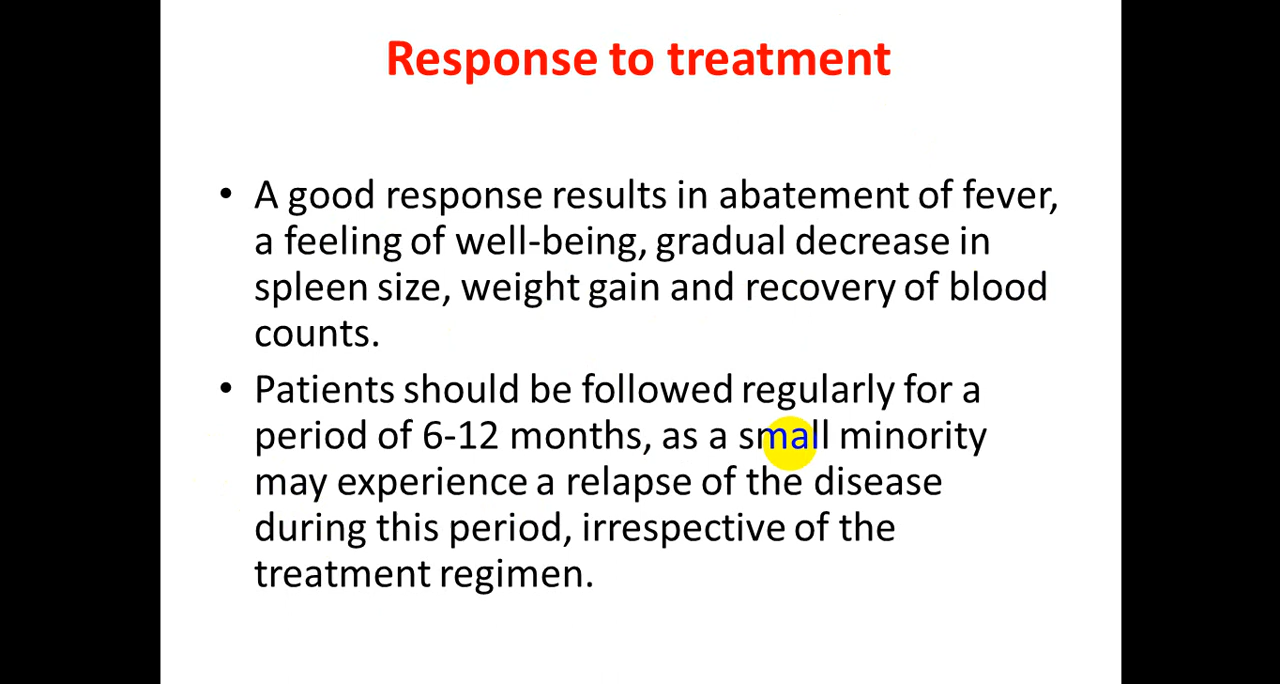 Response to treatment
• A good response results in abatement of fever,
a feeling of well-being, gradual decrease in
spleen size, weight gain and recovery of blood
counts.
• Patients should be followed regularly for a
period of 6-12 months, as a small minority
may experience a relapse of the disease
during this period, irrespective of the
treatment regimen.